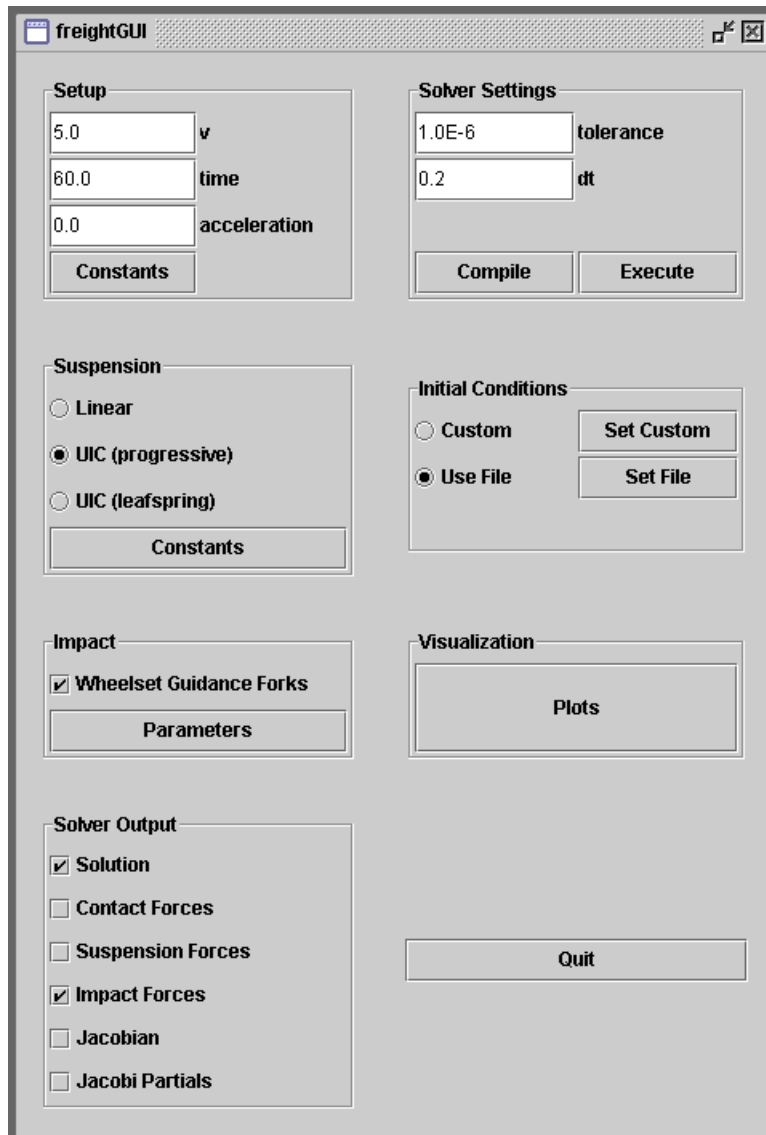 freightGUI
Setup
5.0 v
60.0 time
0.0 acceleration
Constants
Solver Settings
1.0E-6 tolerance
0.2 dt
Compile Execute
Suspension
Linear
UIC (progressive)
UIC (leafspring)
Constants
Initial Conditions
Custom Set Custom
Use File Set File
Impact
Wheelset Guidance Forks
Parameters
Visualization
Plots
Solver Output
Solution
Contact Forces
Suspension Forces
Impact Forces
Jacobian
Jacobi Partials
Quit